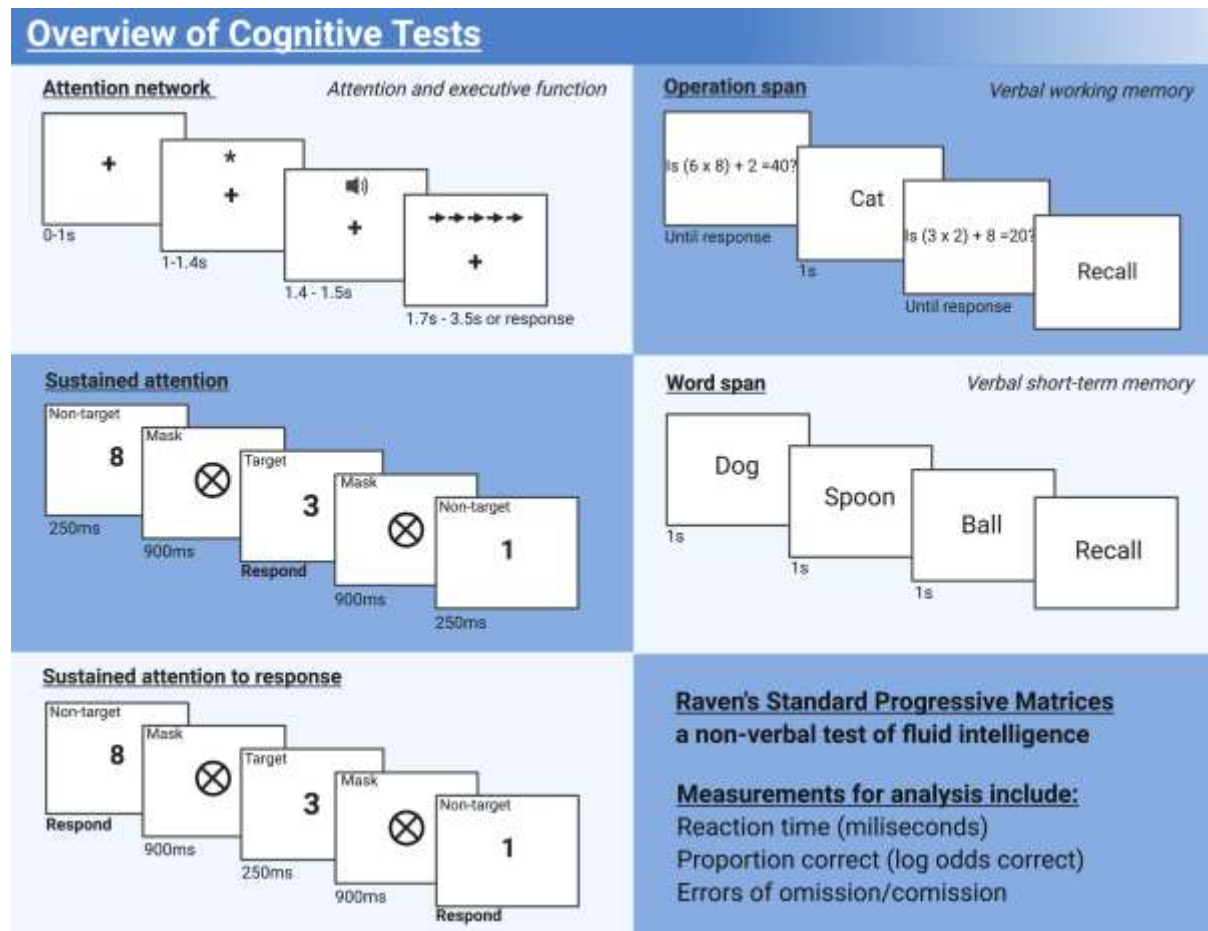 Overview of Cognitive Tests
Attention network
Attention and executive function
+
*
+
+
+
0-1s
1-1.4s
1.4 - 1.5s
1.7s - 3.5s or response
Operation span
Verbal working memory
Is (6 x 8) + 2 =40?
Cat
Is (3 x 2) + 8 =20?
Recall
Until response
1s
Until response
Sustained attention
Non-target
8
Mask
Target
3
Mask
Non-target
1
250ms
900ms
Respond
900ms
250ms
Word span
Verbal short-term memory
Dog
Spoon
Ball
Recall
1s
1s
1s
Sustained attention to response
Non-target
8
Mask
Target
3
Mask
Non-target
1
Respond
900ms
250ms
900ms
Respond
Raven's Standard Progressive Matrices
a non-verbal test of fluid intelligence
Measurements for analysis include:
Reaction time (miliseconds)
Proportion correct (log odds correct)
Errors of omission/comission